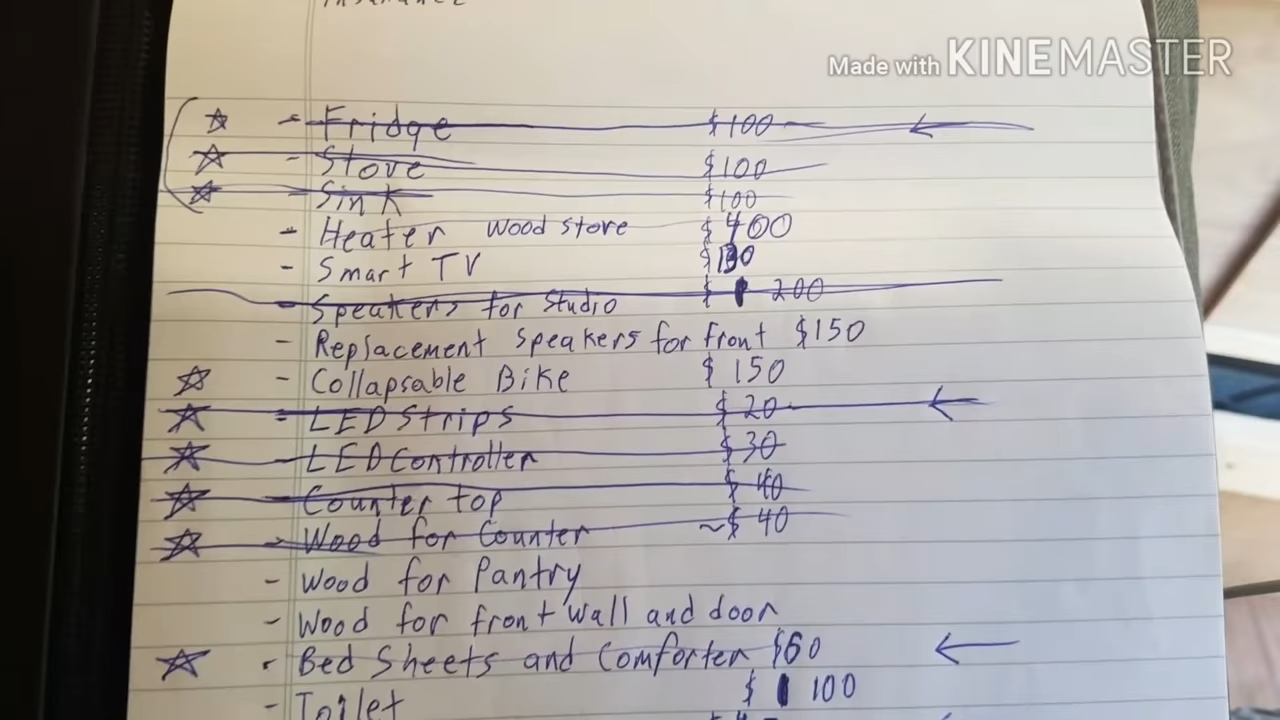 Made with KINEMASTER
- Fridge $100
- Stove $100
- Sink $100
- Heater Wood Stove $400
- Smart TV
- Speakers for Studio $ 200
- Replacement Speakers for front $150
- Collapsable Bike $ 150
- LED Strips $20
- LED Controller $30
- Counter top $ 40
- Wood for Counter ~$ 40
- Wood for Pantry
- Wood for front wall and door
- Bed Sheets and Comforter $60
- Toilet $ 100